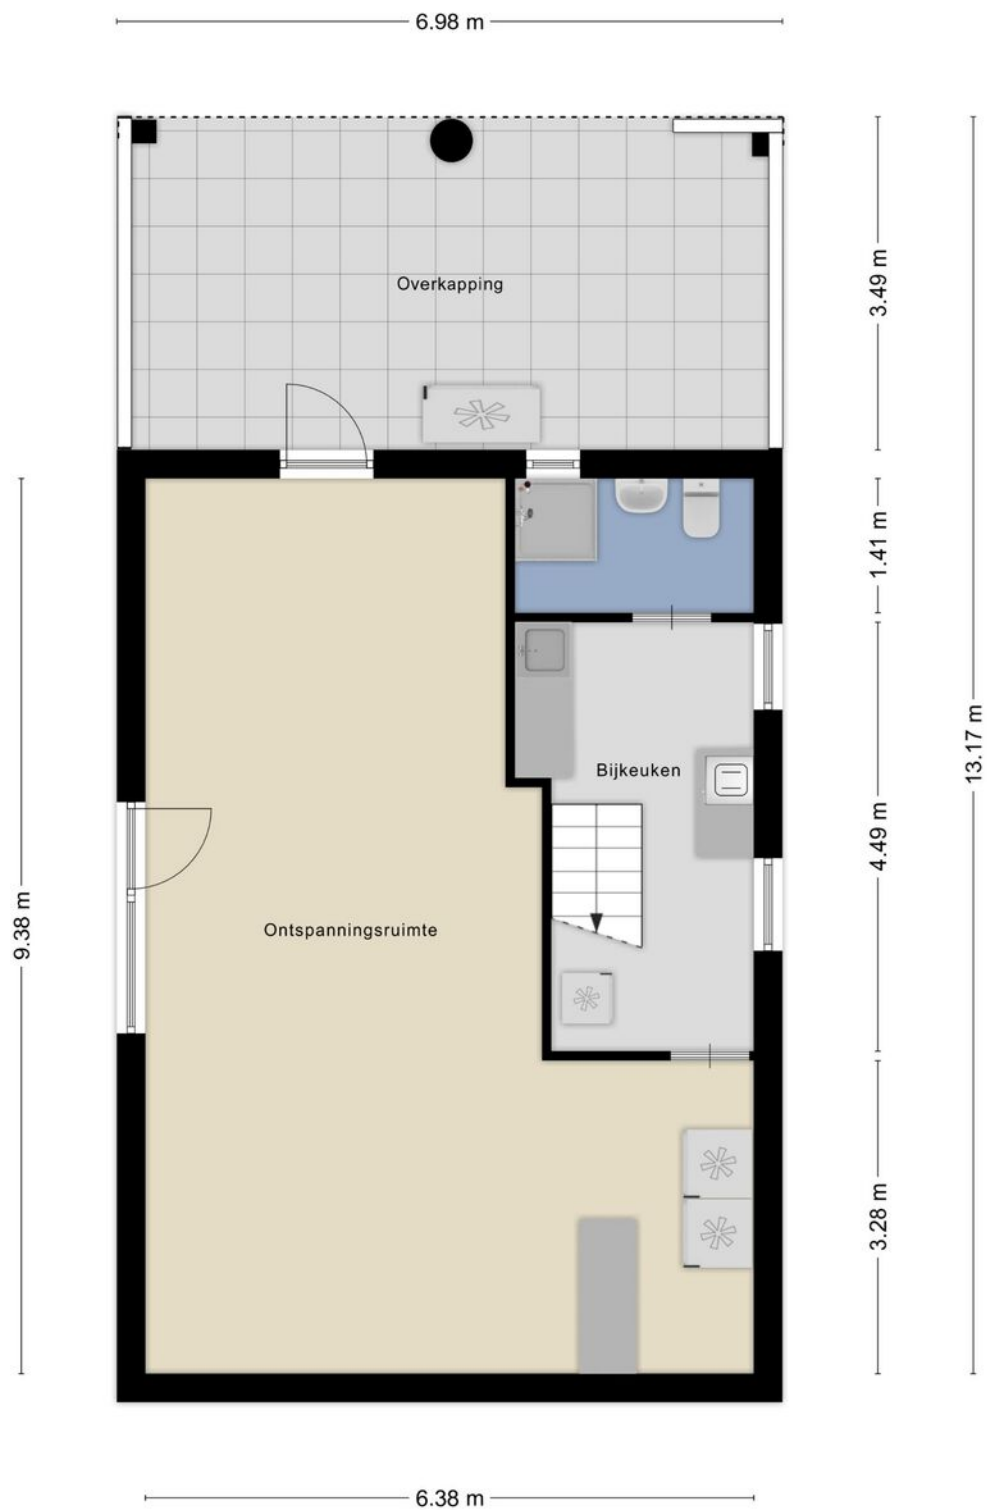 6.98 m
Overkapping
3.49 m
1.41 m
13.17 m
Bijkeuken
4.49 m
9.38 m
Ontspanningsruimte
3.28 m
6.38 m